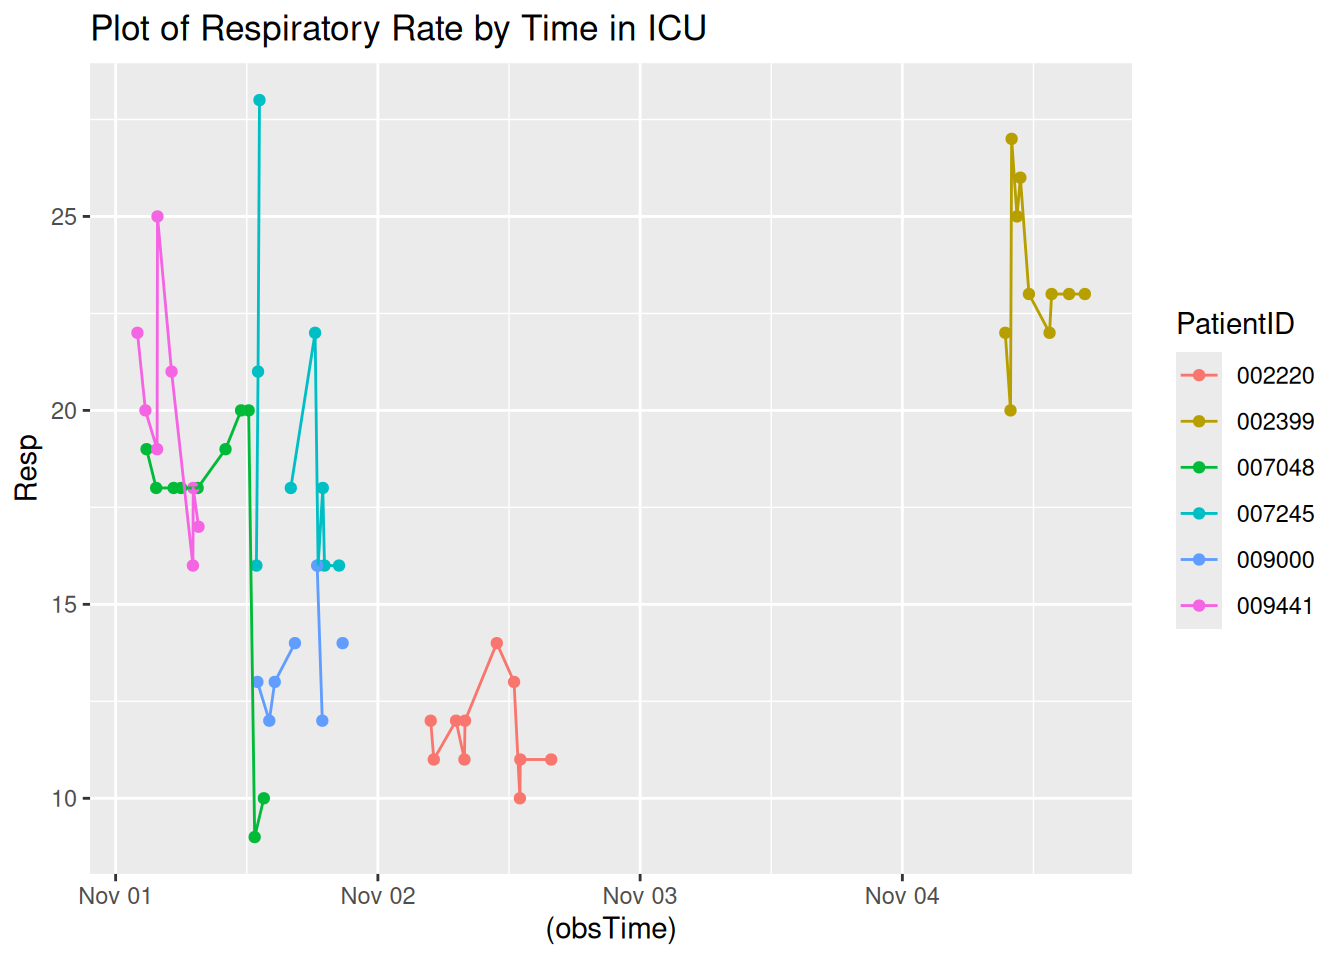 Plot of Respiratory Rate by Time in ICU
25
20
15
10
Resp
Nov 01 Nov 02 Nov 03 Nov 04
(obsTime)
PatientID
002220
002399
007048
007245
009000
009441